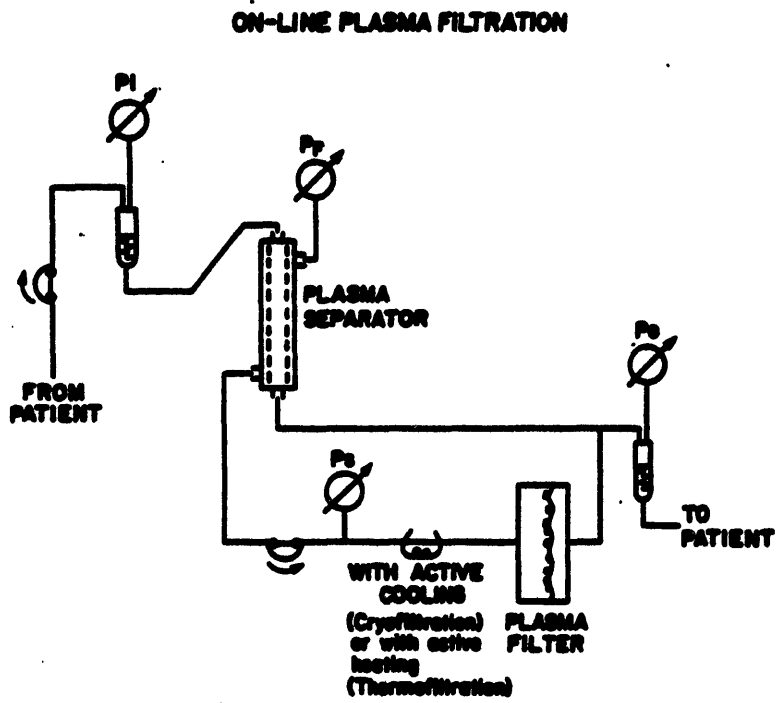 ON-LINE PLASMA FILTRATION
Pi
PF
PLASMA
SEPARATOR
FROM
PATIENT
Po
Ps
TO
PATIENT
WITH ACTIVE
COOLING
(Cryofiltration)
or with active
heating
(Thermofiltration)
PLASMA
FILTER